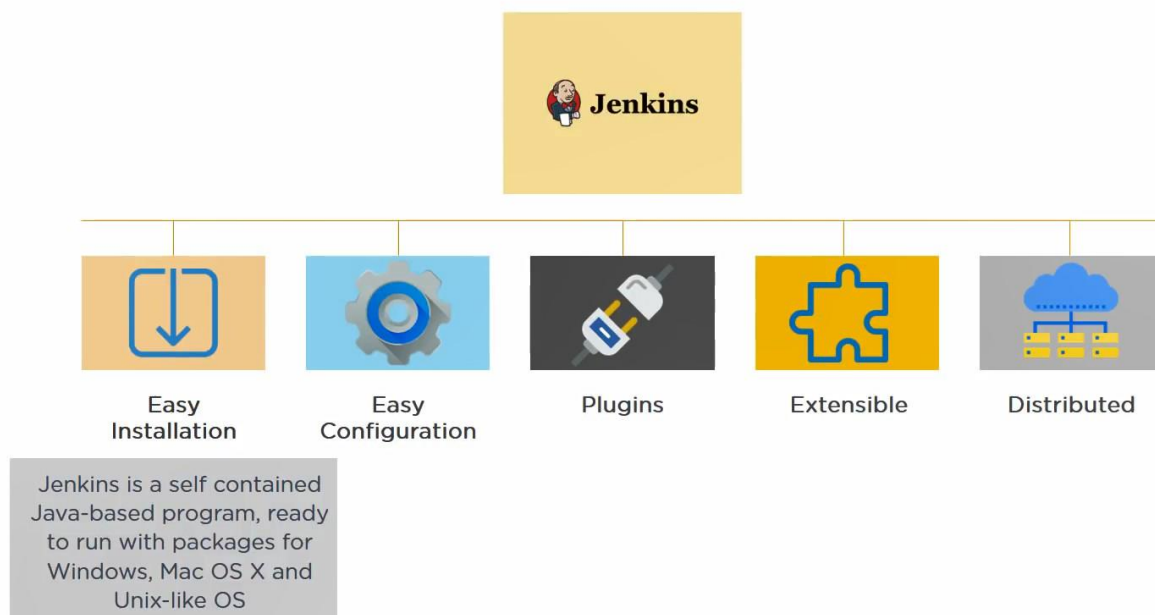 Jenkins
Easy
Installation
Easy
Configuration
Plugins
Extensible
Distributed
Jenkins is a self contained
Java-based program, ready
to run with packages for
Windows, Mac OS X and
Unix-like OS